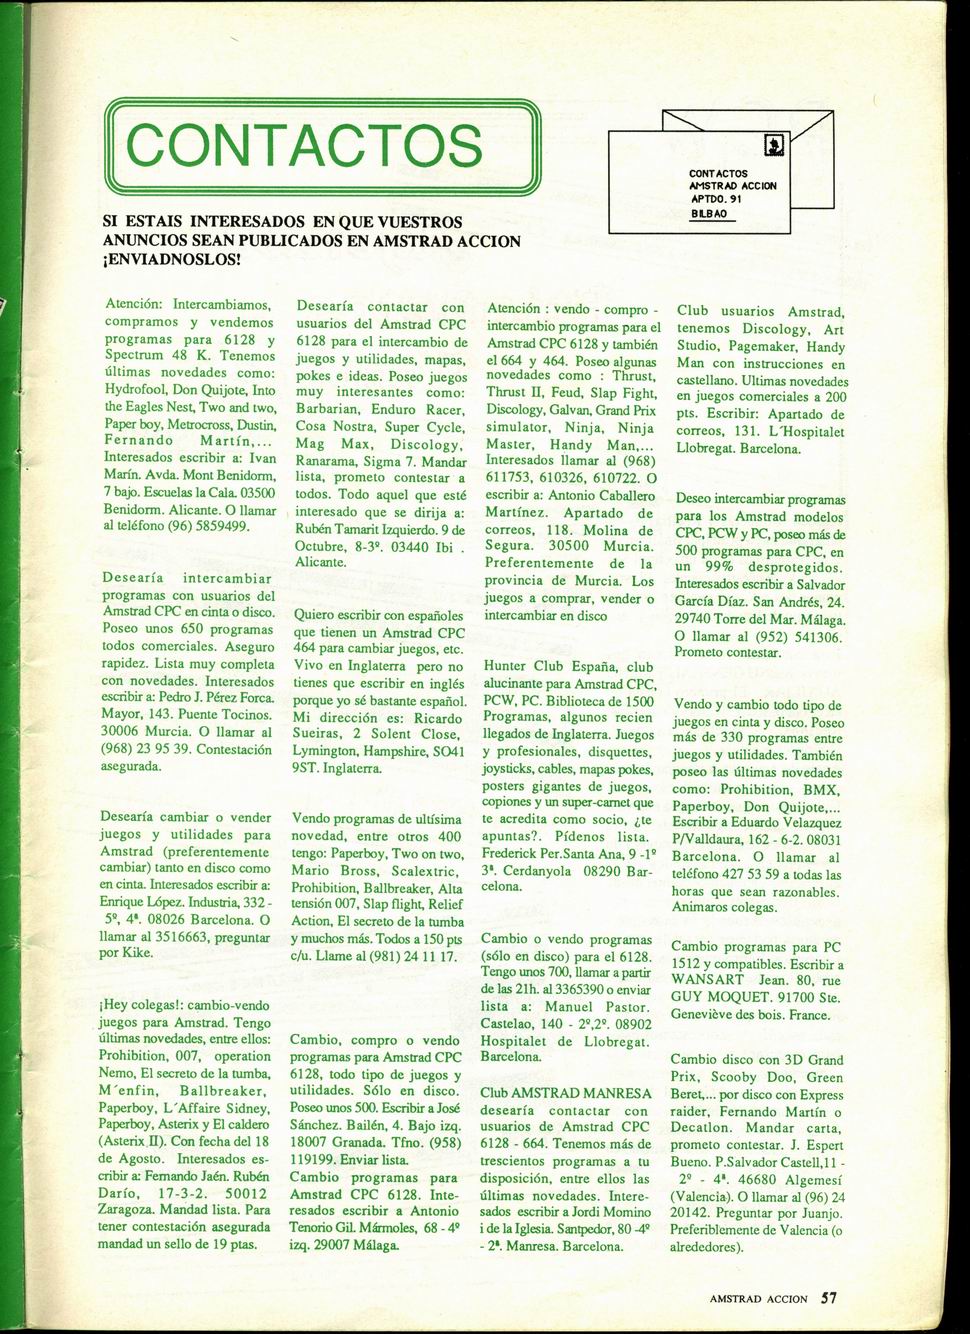 CONTACTOS
CONTACTOS
AMSTRAD ACCION
APTDO. 91
BILBAO
SI ESTAIS INTERESADOS EN QUE VUESTROS
ANUNCIOS SEAN PUBLICADOS EN AMSTRAD ACCION
¡ENVIADNOSLOS!
Atención: Intercambiamos,
compramos y vendemos
programas para 6128 y
Spectrum 48 K. Tenemos
últimas novedades como:
Hydrofool, Don Quijote, Into
the Eagles Nest, Two and two,
Paper boy, Metrocross, Dustin,
Fernando Martín,...
Interesados escribir a: Ivan
Marín. Avda. Mont Benidorm,
7 bajo. Escuelas la Cala. 03500
Benidorm. Alicante. O llamar
al teléfono (96) 5859499.
Desearía intercambiar
programas con usuarios del
Amstrad CPC en cinta o disco.
Poseo unos 650 programas
todos comerciales. Aseguro
rapidez. Lista muy completa
con novedades. Interesados
escribir a: Pedro J. Pérez Forca.
Mayor, 143. Puente Tocinos.
30006 Murcia. O llamar al
(968) 23 95 39. Contestación
asegurada.
Desearía cambiar o vender
juegos y utilidades para
Amstrad (preferentemente
cambiar) tanto en disco como
en cinta. Interesados escribir a:
Enrique López. Industria, 332 -
5º, 4ª. 08026 Barcelona. O
llamar al 3516663, preguntar
por Kike.
¡Hey colegas!: cambio-vendo
juegos para Amstrad. Tengo
últimas novedades, entre ellos:
Prohibition, 007, operation
Nemo, El secreto de la tumba,
M´enfin, Ballbreaker,
Paperboy, L´Affaire Sidney,
Paperboy, Asterix y El caldero
(Asterix II). Con fecha del 18
de Agosto. Interesados es-
cribir a: Fernando Jaén. Rubén
Darío, 17-3-2. 50012
Zaragoza. Mandad lista. Para
tener contestación asegurada
mandad un sello de 19 ptas.
Desearía contactar con
usuarios del Amstrad CPC
6128 para el intercambio de
juegos y utilidades, mapas,
pokes e ideas. Poseo juegos
muy interesantes como:
Barbarian, Enduro Racer,
Cosa Nostra, Super Cycle,
Mag Max, Discology,
Ranarama, Sigma 7. Mandar
lista, prometo contestar a
todos. Todo aquel que esté
interesado que se dirija a:
Rubén Tamarit Izquierdo. 9 de
Octubre, 8-3º. 03440 Ibi .
Alicante.
Quiero escribir con españoles
que tienen un Amstrad CPC
464 para cambiar juegos, etc.
Vivo en Inglaterra pero no
tienes que escribir en inglés
porque yo sé bastante español.
Mi dirección es: Ricardo
Sueiras, 2 Solent Close,
Lymington, Hampshire, SO41
9ST. Inglaterra.
Vendo programas de ultísima
novedad, entre otros 400
tengo: Paperboy, Two on two,
Mario Bross, Scalextric,
Prohibition, Ballbreaker, Alta
tensión 007, Slap flight, Relief
Action, El secreto de la tumba
y muchos más. Todos a 150 pts
c/u. Llame al (981) 24 11 17.
Cambio, compro o vendo
programas para Amstrad CPC
6128, todo tipo de juegos y
utilidades. Sólo en disco.
Poseo unos 500. Escribir a José
Sánchez. Bailén, 4. Bajo izq.
18007 Granada. Tfno. (958)
119199. Enviar lista.
Cambio programas para
Amstrad CPC 6128. Inte-
resados escribir a Antonio
Tenorio Gil. Mármoles, 68 - 4º
izq. 29007 Málaga.
Atención : vendo - compro -
intercambio programas para el
Amstrad CPC 6128 y también
el 664 y 464. Poseo algunas
novedades como : Thrust,
Thrust II, Feud, Slap Fight,
Discology, Galvan, Grand Prix
simulator, Ninja, Ninja
Master, Handy Man,...
Interesados llamar al (968)
611753, 610326, 610722. O
escribir a: Antonio Caballero
Martínez. Apartado de
correos, 118. Molina de
Segura. 30500 Murcia.
Preferentemente de la
provincia de Murcia. Los
juegos a comprar, vender o
intercambiar en disco
Hunter Club España, club
alucinante para Amstrad CPC,
PCW, PC. Biblioteca de 1500
Programas, algunos recien
llegados de Inglaterra. Juegos
y profesionales, disquettes,
joysticks, cables, mapas pokes,
posters gigantes de juegos,
copiones y un super-carnet que
te acredita como socio, ¿te
apuntas?. Pídenos lista.
Frederick Per.Santa Ana, 9 -1º
3ª. Cerdanyola 08290 Bar-
celona.
Cambio o vendo programas
(sólo en disco) para el 6128.
Tengo unos 700, llamar a partir
de las 21h. al 3365390 o enviar
lista a: Manuel Pastor.
Castelao, 140 - 2º,2º. 08902
Hospitalet de Llobregat.
Barcelona.
Club AMSTRAD MANRESA
desearía contactar con
usuarios de Amstrad CPC
6128 - 664. Tenemos más de
trescientos programas a tu
disposición, entre ellos las
últimas novedades. Intere-
sados escribir a Jordi Momino
i de la Iglesia. Santpedor, 80 -4º
- 2ª. Manresa. Barcelona.
Club usuarios Amstrad,
tenemos Discology, Art
Studio, Pagemaker, Handy
Man con instrucciones en
castellano. Ultimas novedades
en juegos comerciales a 200
pts. Escribir: Apartado de
correos, 131. L´Hospitalet
Llobregat. Barcelona.
Deseo intercambiar programas
para los Amstrad modelos
CPC, PCW y PC, poseo más de
500 programas para CPC, en
un 99% desprotegidos.
Interesados escribir a Salvador
García Díaz. San Andrés, 24.
29740 Torre del Mar. Málaga.
O llamar al (952) 541306.
Prometo contestar.
Vendo y cambio todo tipo de
juegos en cinta y disco. Poseo
más de 330 programas entre
juegos y utilidades. También
poseo las últimas novedades
como: Prohibition, BMX,
Paperboy, Don Quijote,...
Escribir a Eduardo Velazquez
P/Valldaura, 162 - 6-2. 08031
Barcelona. O llamar al
teléfono 427 53 59 a todas las
horas que sean razonables.
Animaros colegas.
Cambio programas para PC
1512 y compatibles. Escribir a
WANSART Jean. 80, rue
GUY MOQUET. 91700 Ste.
Geneviève des bois. France.
Cambio disco con 3D Grand
Prix, Scooby Doo, Green
Beret,... por disco con Express
raider, Fernando Martín o
Decatlon. Mandar carta,
prometo contestar. J. Espert
Bueno. P.Salvador Castell,11 -
2º - 4ª. 46680 Algemesí
(Valencia). O llamar al (96) 24
20142. Preguntar por Juanjo.
Preferiblemente de Valencia (o
alrededores).
AMSTRAD ACCION 57